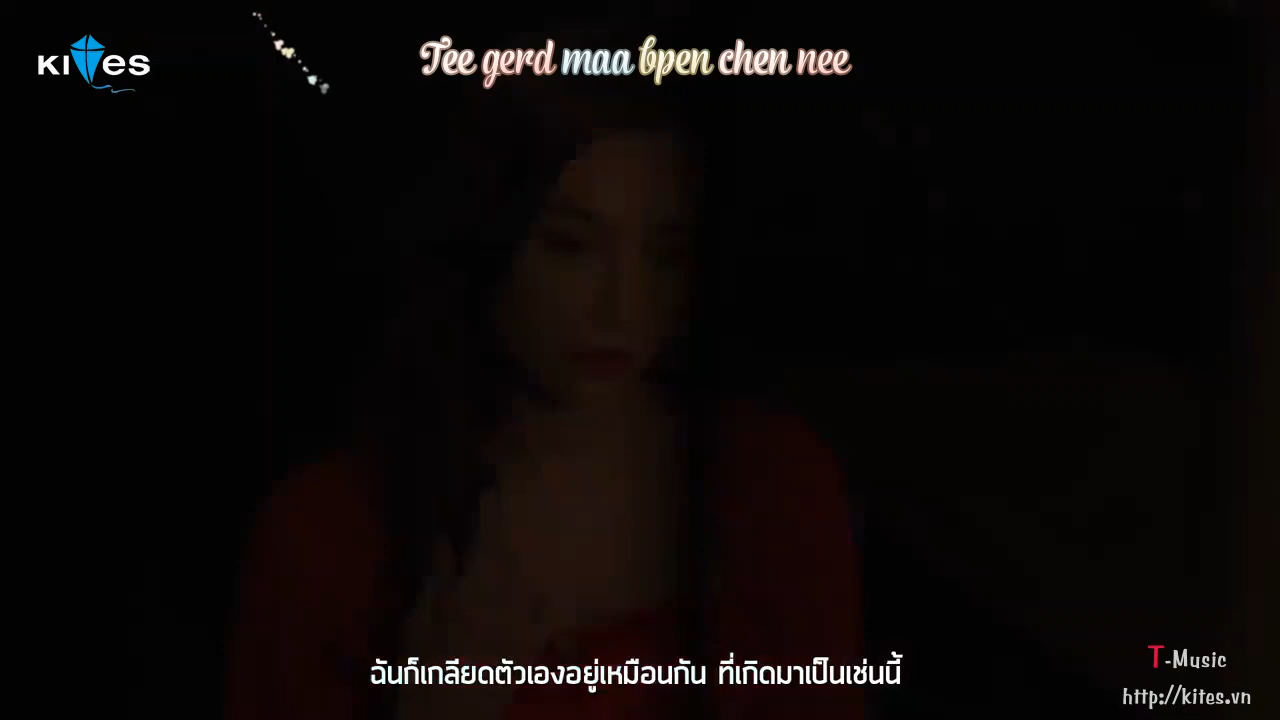 KITES
Tee gerd maa bpen chen nee
ฉันก็เกลียดตัวเองอยู่เหมือนกัน ที่เกิดมาเป็นเช่นนี้
T-Music
http://kites.vn